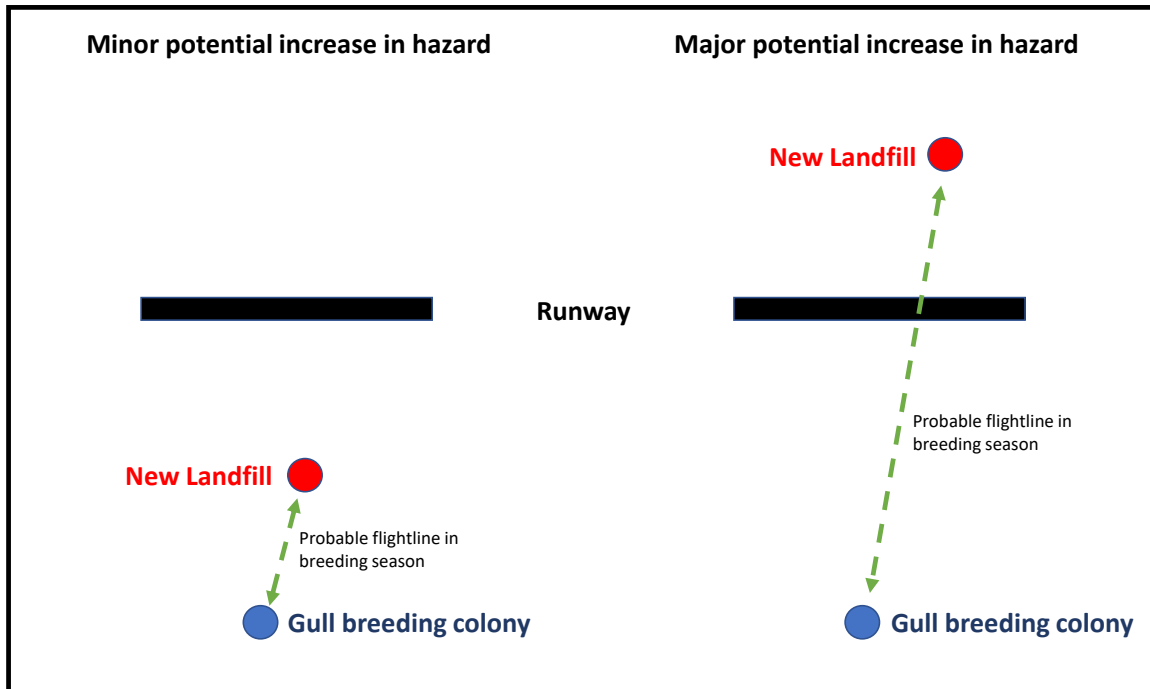 Minor potential increase in hazard
Major potential increase in hazard
New Landfill
Runway
New Landfill
Probable flightline in
breeding season
Probable flightline in
breeding season
Gull breeding colony
Gull breeding colony